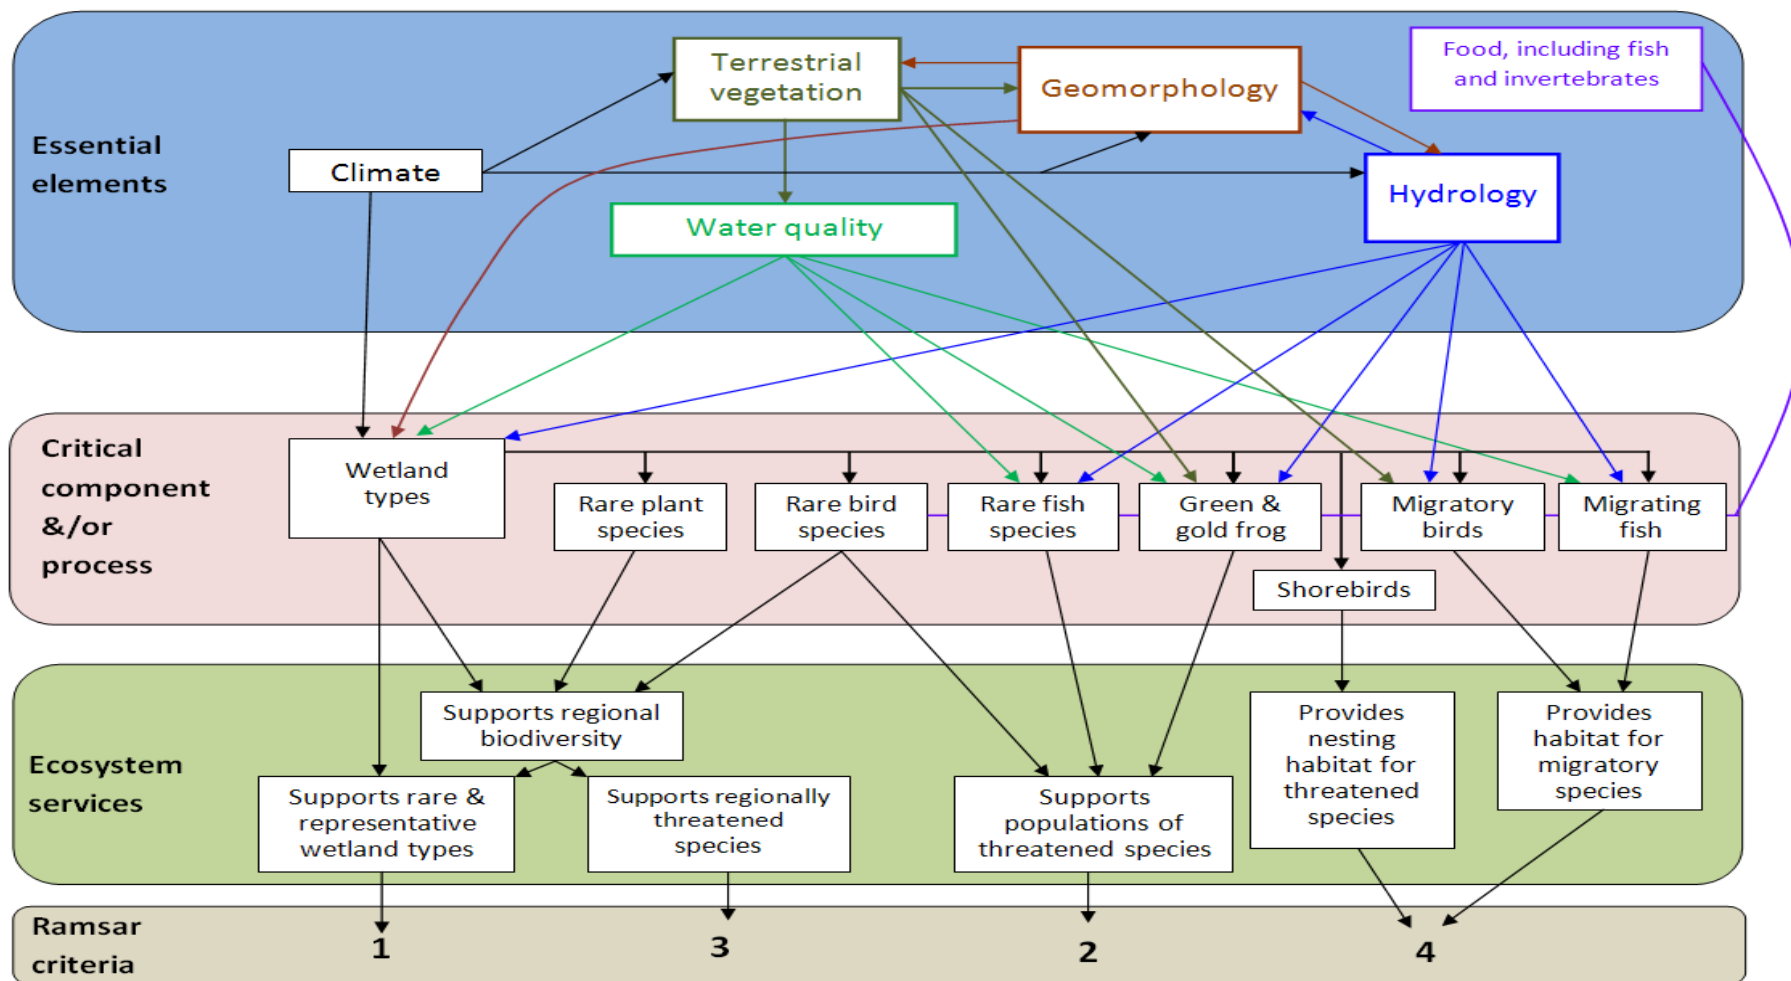 Essential
elements
Climate
Terrestrial
vegetation
Geomorphology
Food, including fish
and invertebrates
Water quality
Hydrology
Critical
component
&/or
process
Wetland
types
Rare plant
species
Rare bird
species
Rare fish
species
Green &
gold frog
Migratory
birds
Migrating
fish
Shorebirds
Ecosystem
services
Supports regional
biodiversity
Supports rare &
representative
wetland types
Supports regionally
threatened
species
Supports
populations of
threatened species
Provides
nesting
habitat for
threatened
species
Provides
habitat for
migratory
species
Ramsar
criteria
1
3
2
4